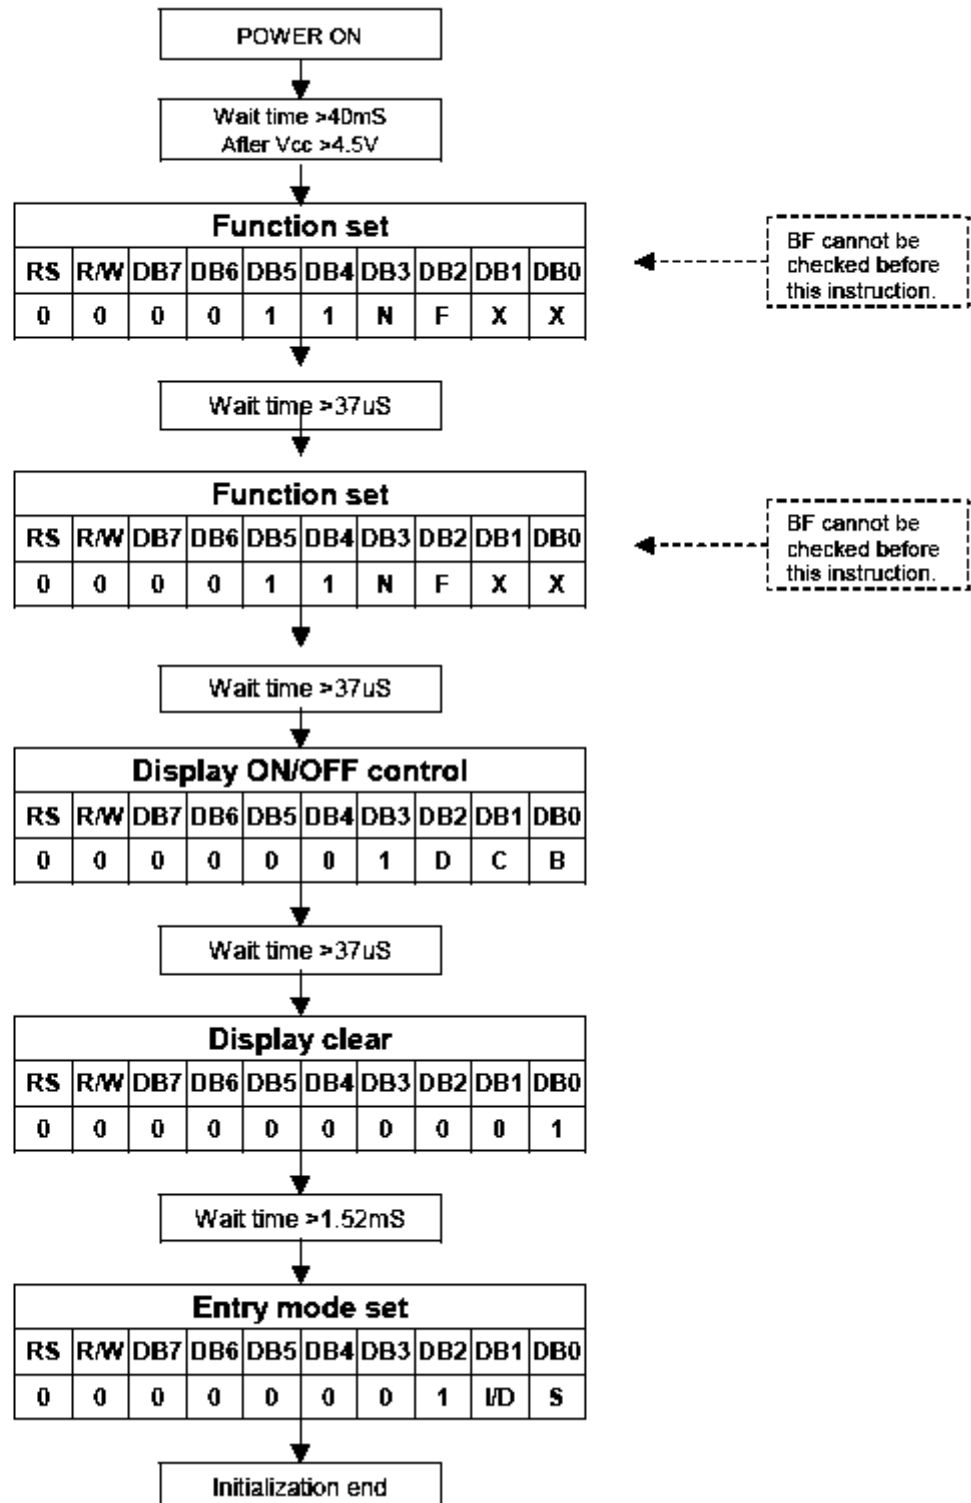 POWER ON
Wait time >40mS
After Vcc >4.5V
Function set
RS R/W DB7 DB6 DB5 DB4 DB3 DB2 DB1 DB0
0 0 0 0 1 1 N F X X
BF cannot be
checked before
this instruction.
Wait time >37uS
Function set
RS R/W DB7 DB6 DB5 DB4 DB3 DB2 DB1 DB0
0 0 0 0 1 1 N F X X
BF cannot be
checked before
this instruction.
Wait time >37uS
Display ON/OFF control
RS R/W DB7 DB6 DB5 DB4 DB3 DB2 DB1 DB0
0 0 0 0 0 0 1 D C B
Wait time >37uS
Display clear
RS R/W DB7 DB6 DB5 DB4 DB3 DB2 DB1 DB0
0 0 0 0 0 0 0 0 0 1
Wait time >1.52mS
Entry mode set
RS R/W DB7 DB6 DB5 DB4 DB3 DB2 DB1 DB0
0 0 0 0 0 0 0 1 I/D S
Initialization end